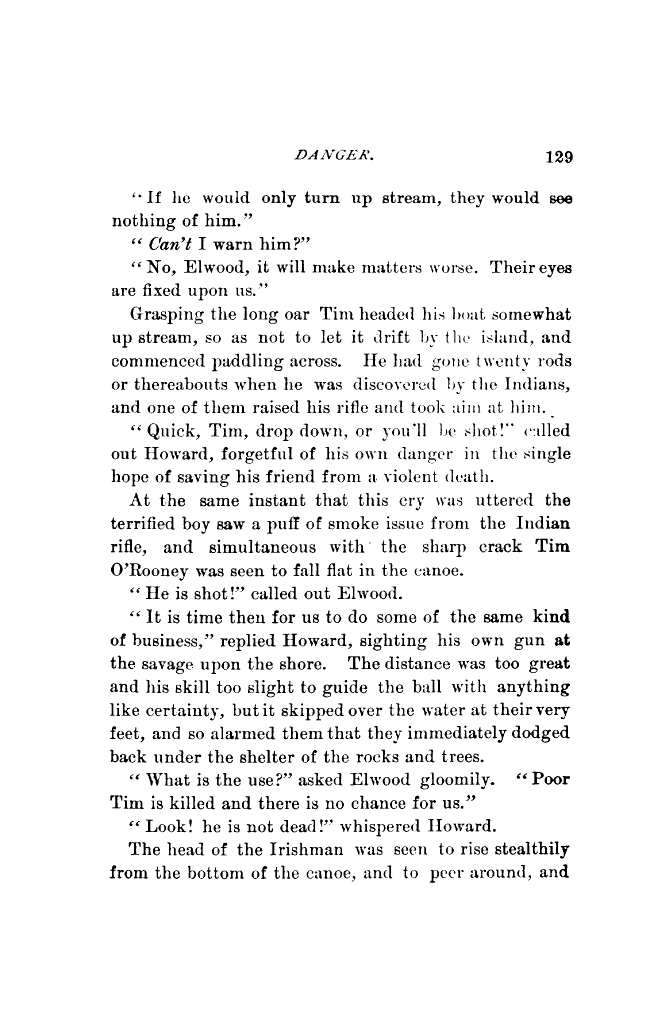 DANGER. 129
"If he would only turn up stream, they would see
nothing of him."
"Can't I warn him?"
"No, Elwood, it will make matters worse. Their eyes
are fixed upon us."
Grasping the long oar Tim headed his boat somewhat
up stream, so as not to let it drift by the island, and
commenced paddling across. He had gone twenty rods
or thereabouts when he was discovered by the Indians,
and one of them raised his rifle and took aim at him.
"Quick, Tim, drop down, or you'll be shot!" called
out Howard, forgetful of his own danger in the single
hope of saving his friend from a violent death.
At the same instant that this cry was uttered the
terrified boy saw a puff of smoke issue from the Indian
rifle, and simultaneous with the sharp crack Tim
O'Rooney was seen to fall flat in the canoe.
"He is shot!" called out Elwood.
"It is time then for us to do some of the same kind
of business," replied Howard, sighting his own gun at
the savage upon the shore. The distance was too great
and his skill too slight to guide the ball with anything
like certainty, but it skipped over the water at their very
feet, and so alarmed them that they immediately dodged
back under the shelter of the rocks and trees.
"What is the use?" asked Elwood gloomily. "Poor
Tim is killed and there is no chance for us."
"Look! he is not dead!" whispered Howard.
The head of the Irishman was seen to rise stealthily
from the bottom of the canoe, and to peer around, and